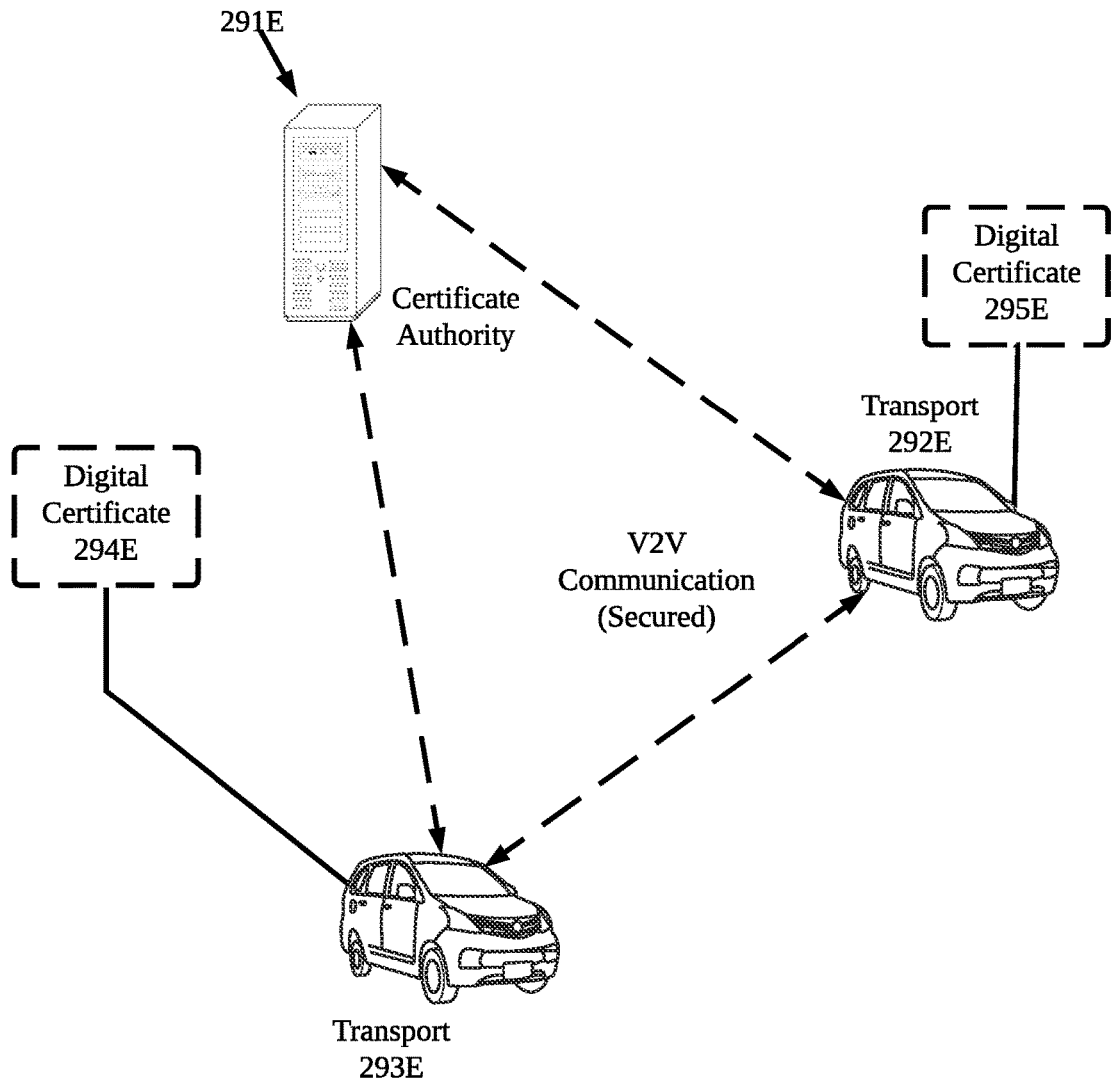 291E
Certificate
Authority
Digital
Certificate
295E
Transport
292E
Digital
Certificate
294E
V2V
Communication
(Secured)
Transport
293E